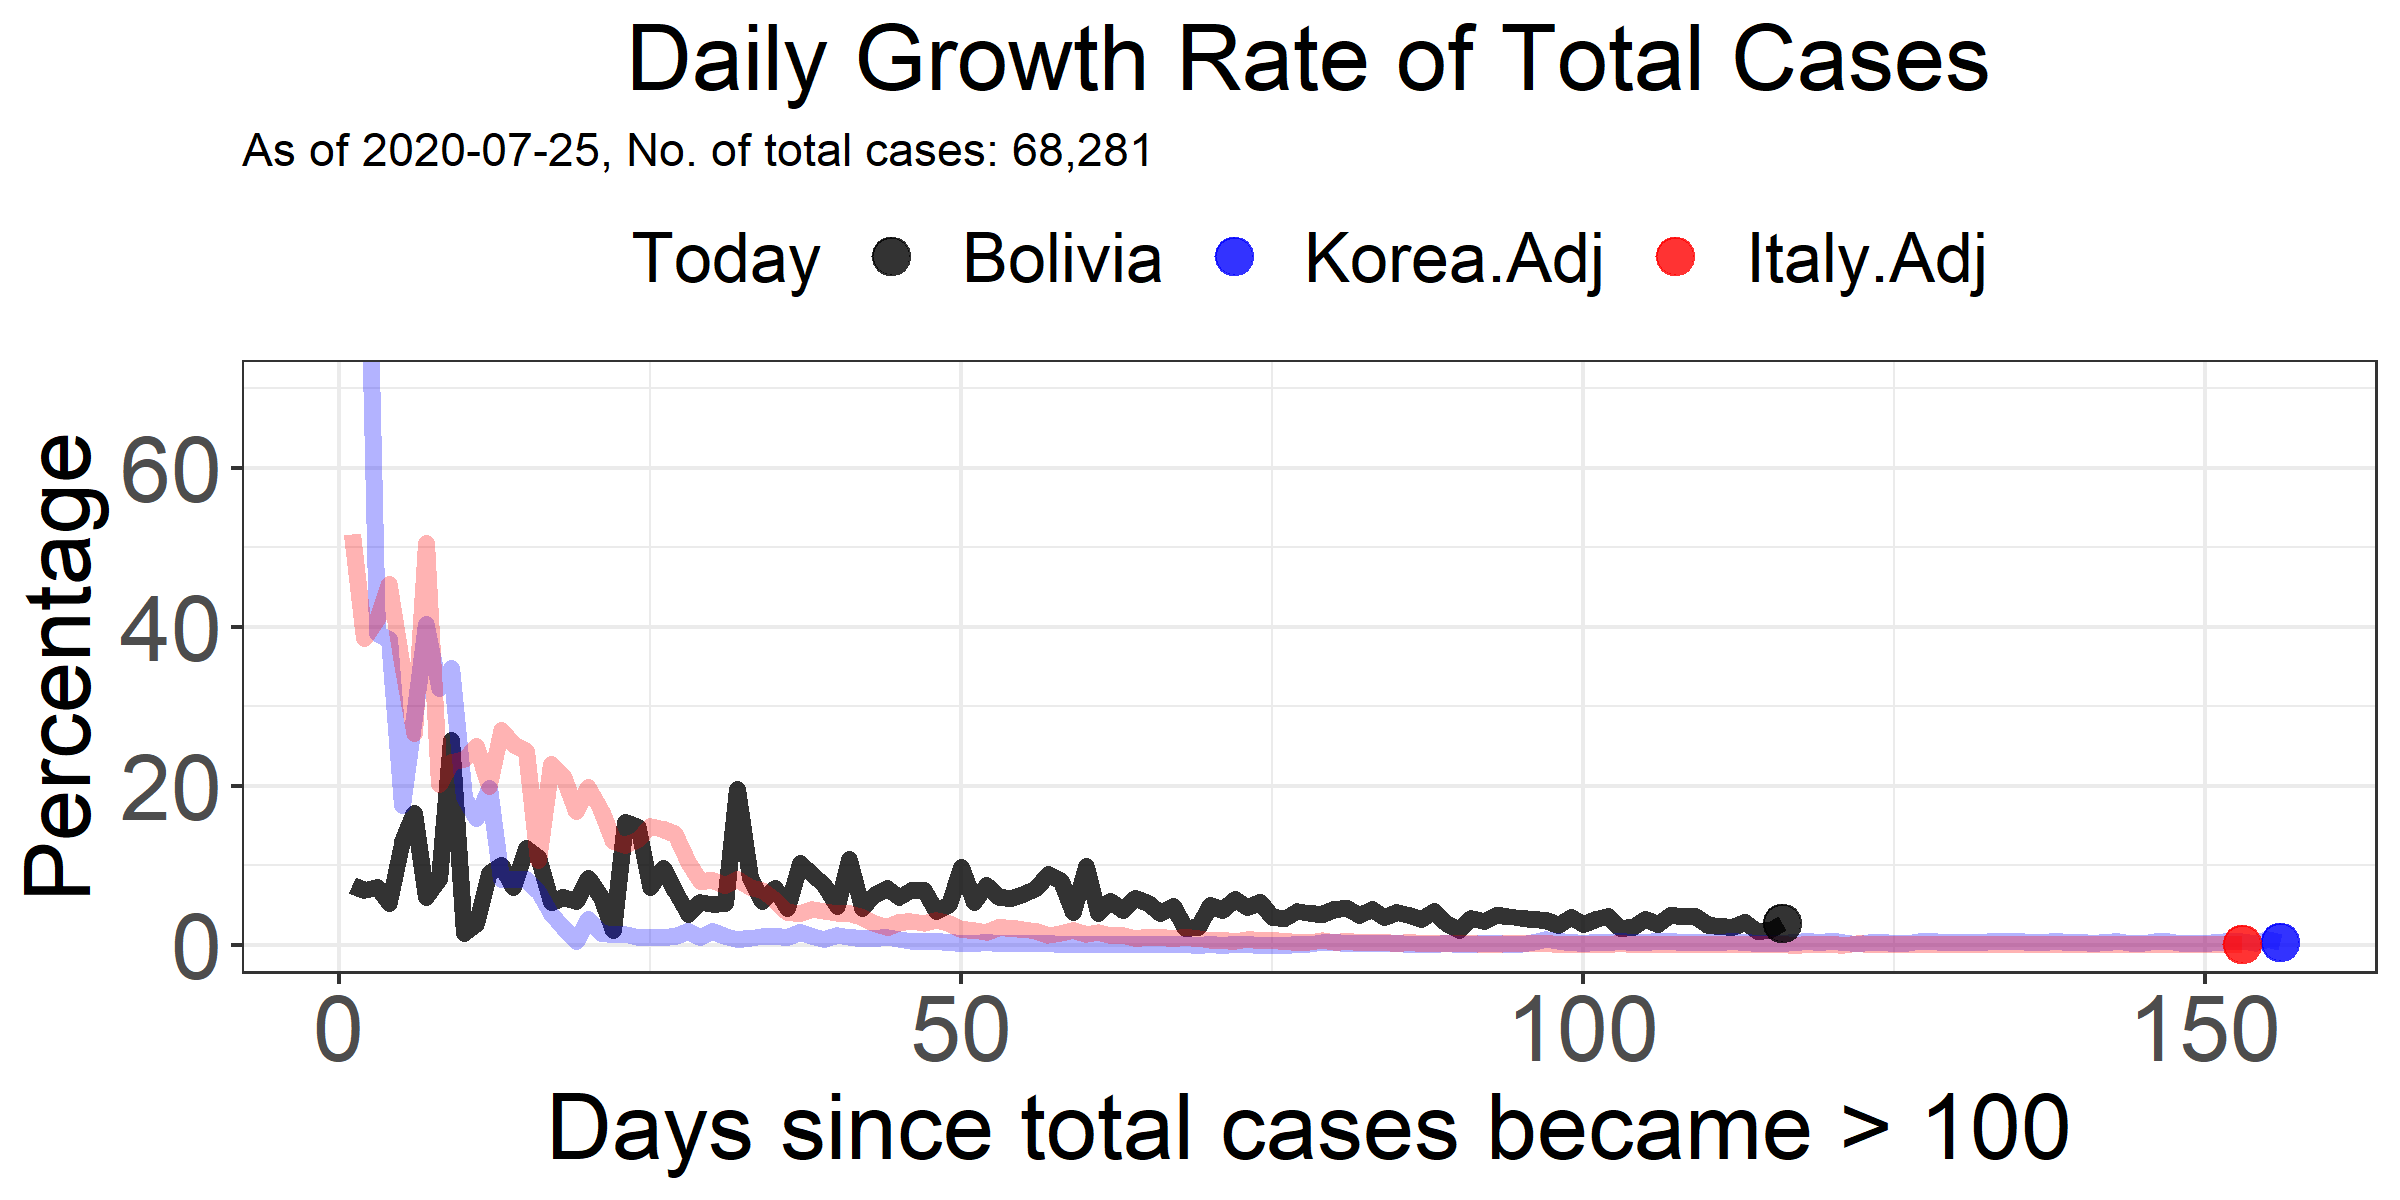 Daily Growth Rate of Total Cases
As of 2020-07-25, No. of total cases: 68,281
Today Bolivia Korea.Adj Italy.Adj
Percentage
60
40
20
0
0 50 100 150
Days since total cases became > 100